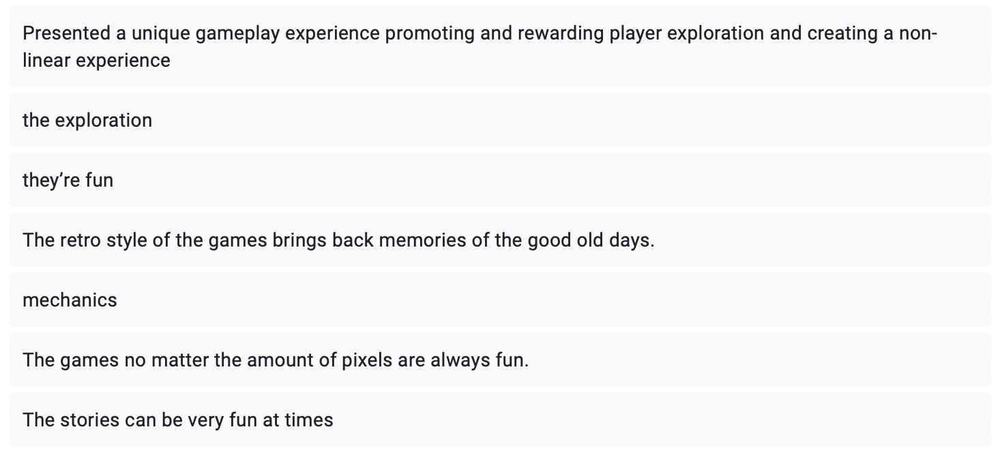 Presented a unique gameplay experience promoting and rewarding player exploration and creating a non-
linear experience
the exploration
they’re fun
The retro style of the games brings back memories of the good old days.
mechanics
The games no matter the amount of pixels are always fun.
The stories can be very fun at times